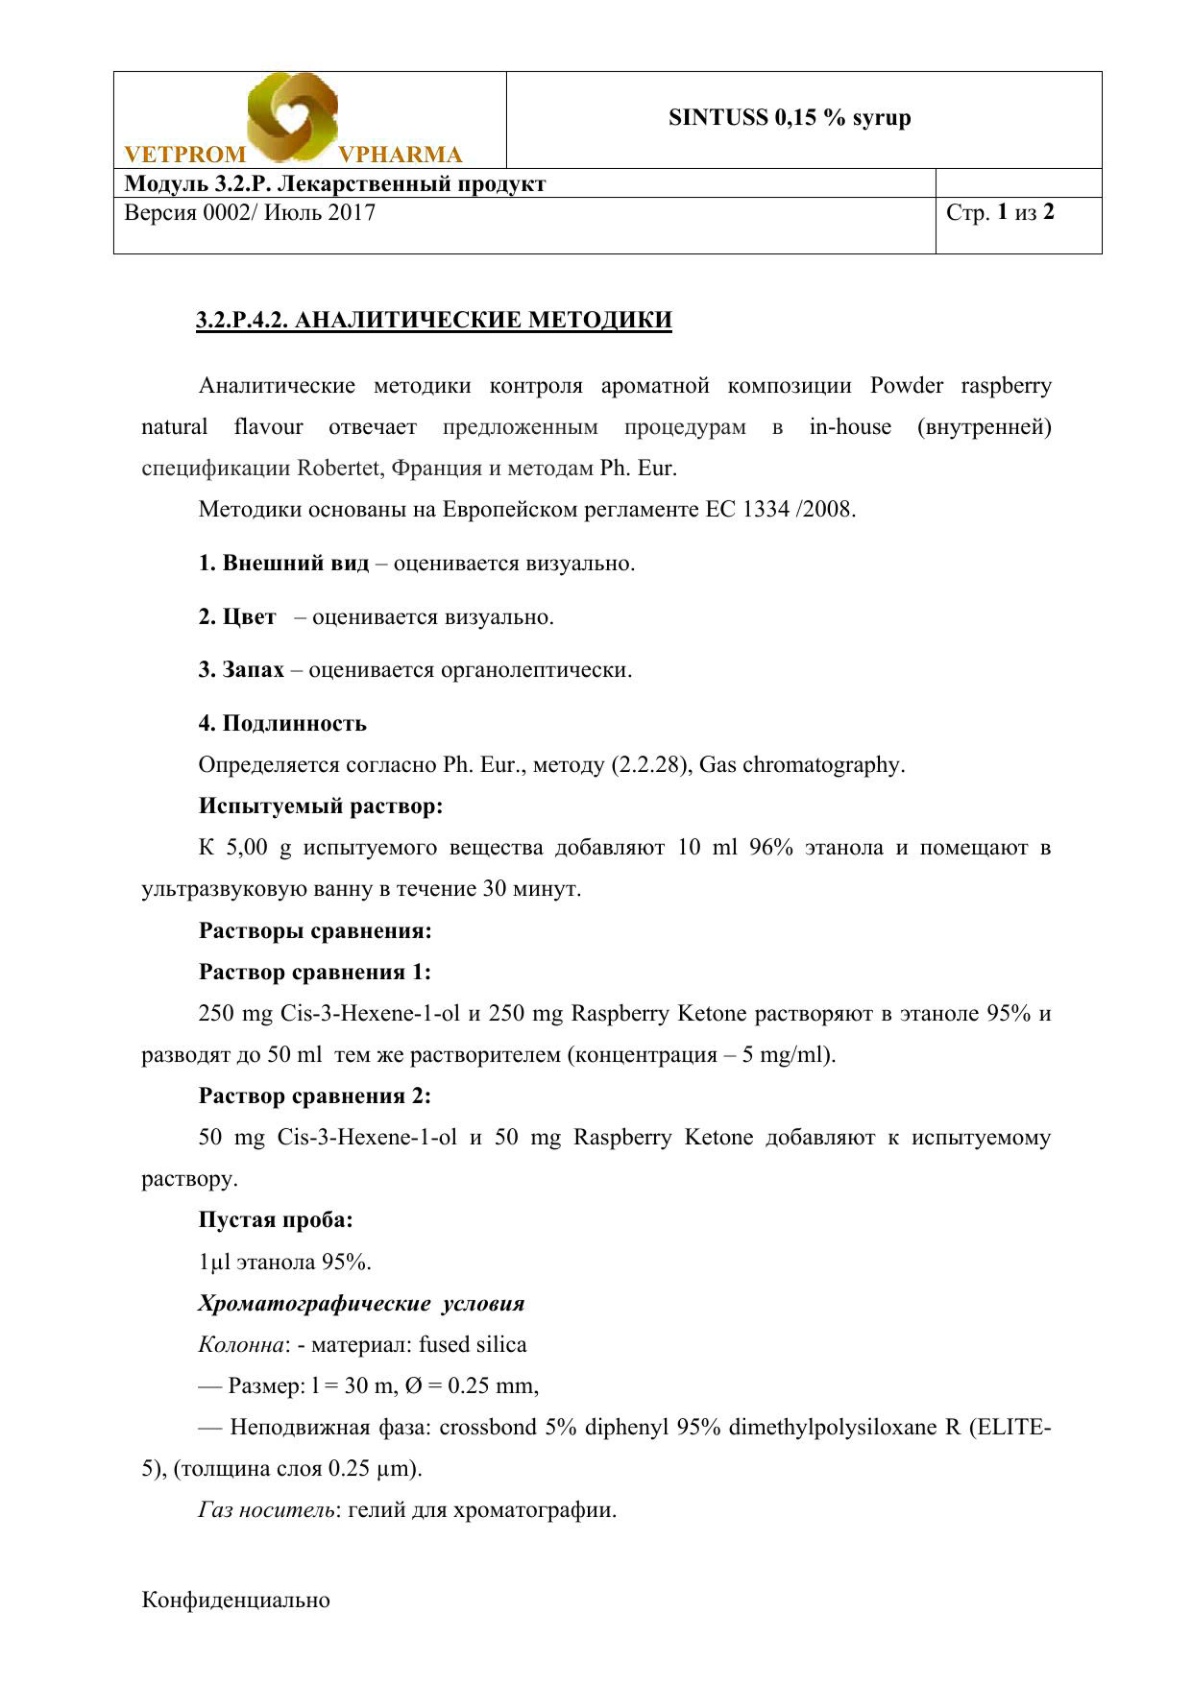 VETPROM VPHARMA
SINTUSS 0,15 % syrup
Модуль 3.2.Р. Лекарственный продукт
Версия 0002/ Июль 2017
Стр. 1 из 2
3.2.Р.4.2. АНАЛИТИЧЕСКИЕ МЕТОДИКИ
Аналитические методики контроля ароматной композиции Powder raspberry
natural flavour отвечает предложенным процедурам в in-house (внутренней)
спецификации Robertet, Франция и методам Ph. Eur.
Методики основаны на Европейском регламенте ЕС 1334 /2008.
1. Внешний вид – оценивается визуально.
2. Цвет – оценивается визуально.
3. Запах – оценивается органолептически.
4. Подлинность
Определяется согласно Ph. Eur., методу (2.2.28), Gas chromatography.
Испытуемый раствор:
К 5,00 g испытуемого вещества добавляют 10 ml 96% этанола и помещают в
ультразвуковую ванну в течение 30 минут.
Растворы сравнения:
Раствор сравнения 1:
250 mg Cis-3-Hexene-1-ol и 250 mg Raspberry Ketone растворяют в этаноле 95% и
разводят до 50 ml тем же растворителем (концентрация – 5 mg/ml).
Раствор сравнения 2:
50 mg Cis-3-Hexene-1-ol и 50 mg Raspberry Ketone добавляют к испытуемому
раствору.
Пустая проба:
1µl этанола 95%.
Хроматографические условия
Колонна: - материал: fused silica
— Размер: l = 30 m, Ø = 0.25 mm,
— Неподвижная фаза: crossbond 5% diphenyl 95% dimethylpolysiloxane R (ELITE-
5), (толщина слоя 0.25 µm).
Газ носитель: гелий для хроматографии.
Конфиденциально